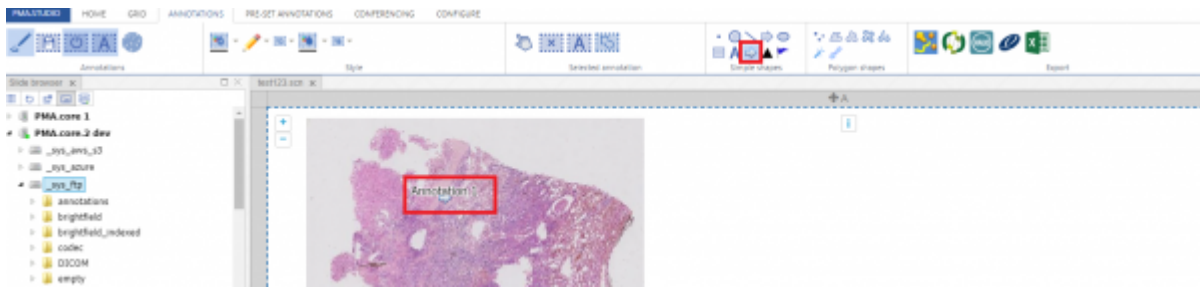 PMA.STUDIO HOME GRID ANNOTATIONS PRE-SET ANNOTATIONS CONFERENCING CONFIGURE
Annotations Style Selected annotation Simple shapes Polygon shapes Export
Slide browser x test123.scn x
A
PMA.core 1
PMA.core.2 dev
_sys_aws_s3
_sys_azure
_sys_ftp
annotations
brightfield
brightfield_indexed
codec
DICOM
empty
Annotation1